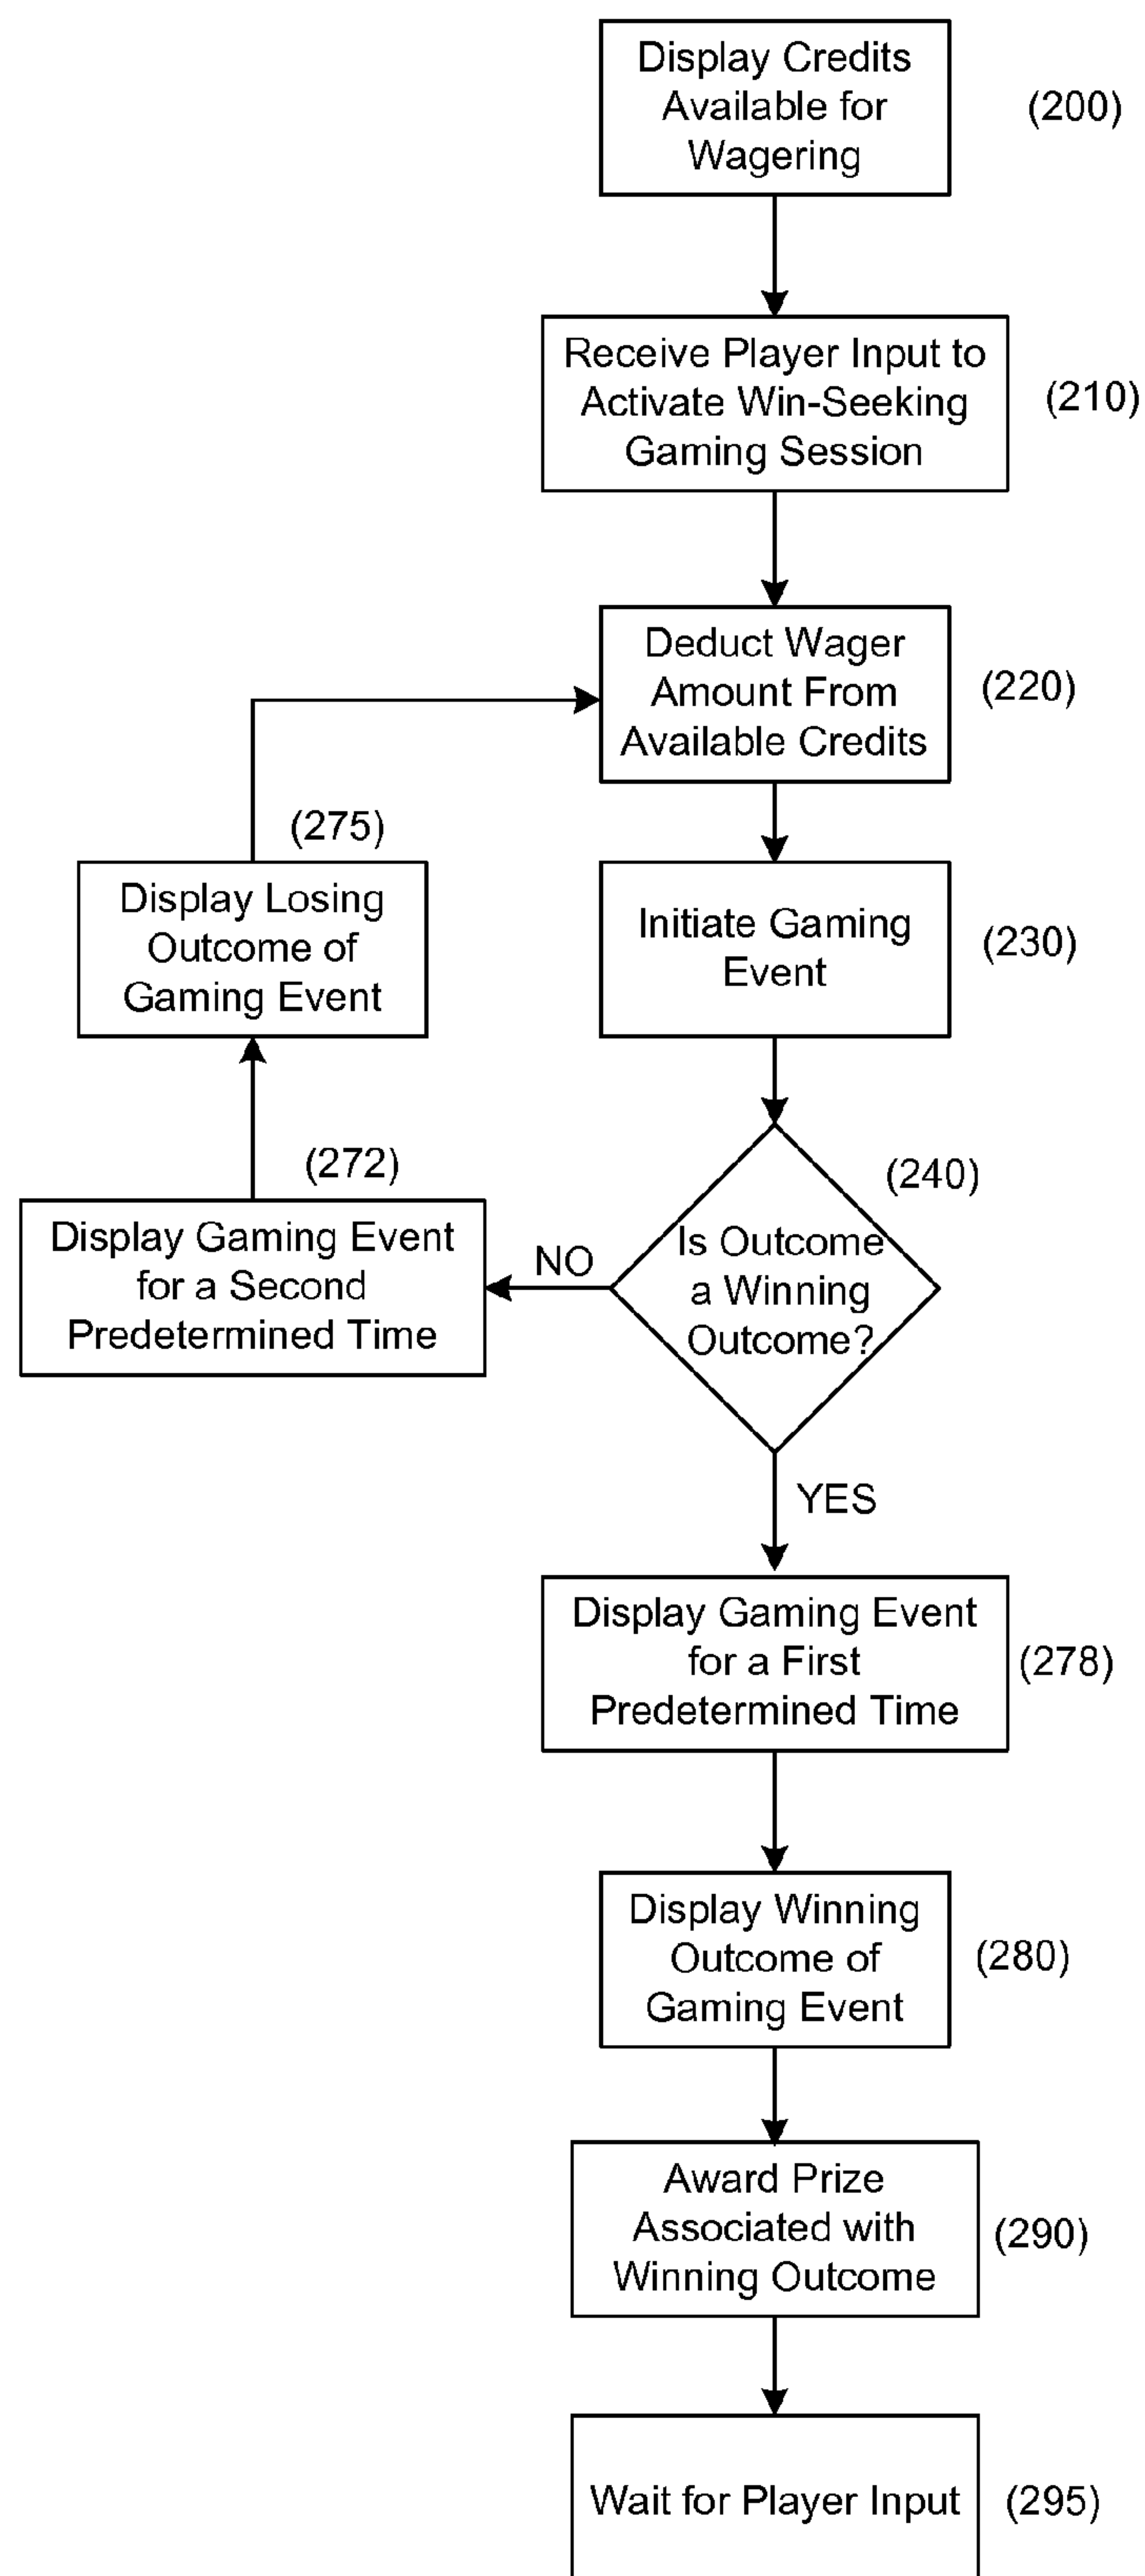 Display Credits
Available for
Wagering
(200)
Receive Player Input to
Activate Win-Seeking
Gaming Session
(210)
Deduct Wager
Amount From
Available Credits
(220)
(275)
Display Losing
Outcome of
Gaming Event
Initiate Gaming
Event
(230)
(272)
Display Gaming Event
for a Second
Predetermined Time
NO
(240)
Is Outcome
a Winning
Outcome?
YES
Display Gaming Event
for a First
Predetermined Time
(278)
Display Winning
Outcome of
Gaming Event
(280)
Award Prize
Associated with
Winning Outcome
(290)
Wait for Player Input
(295)